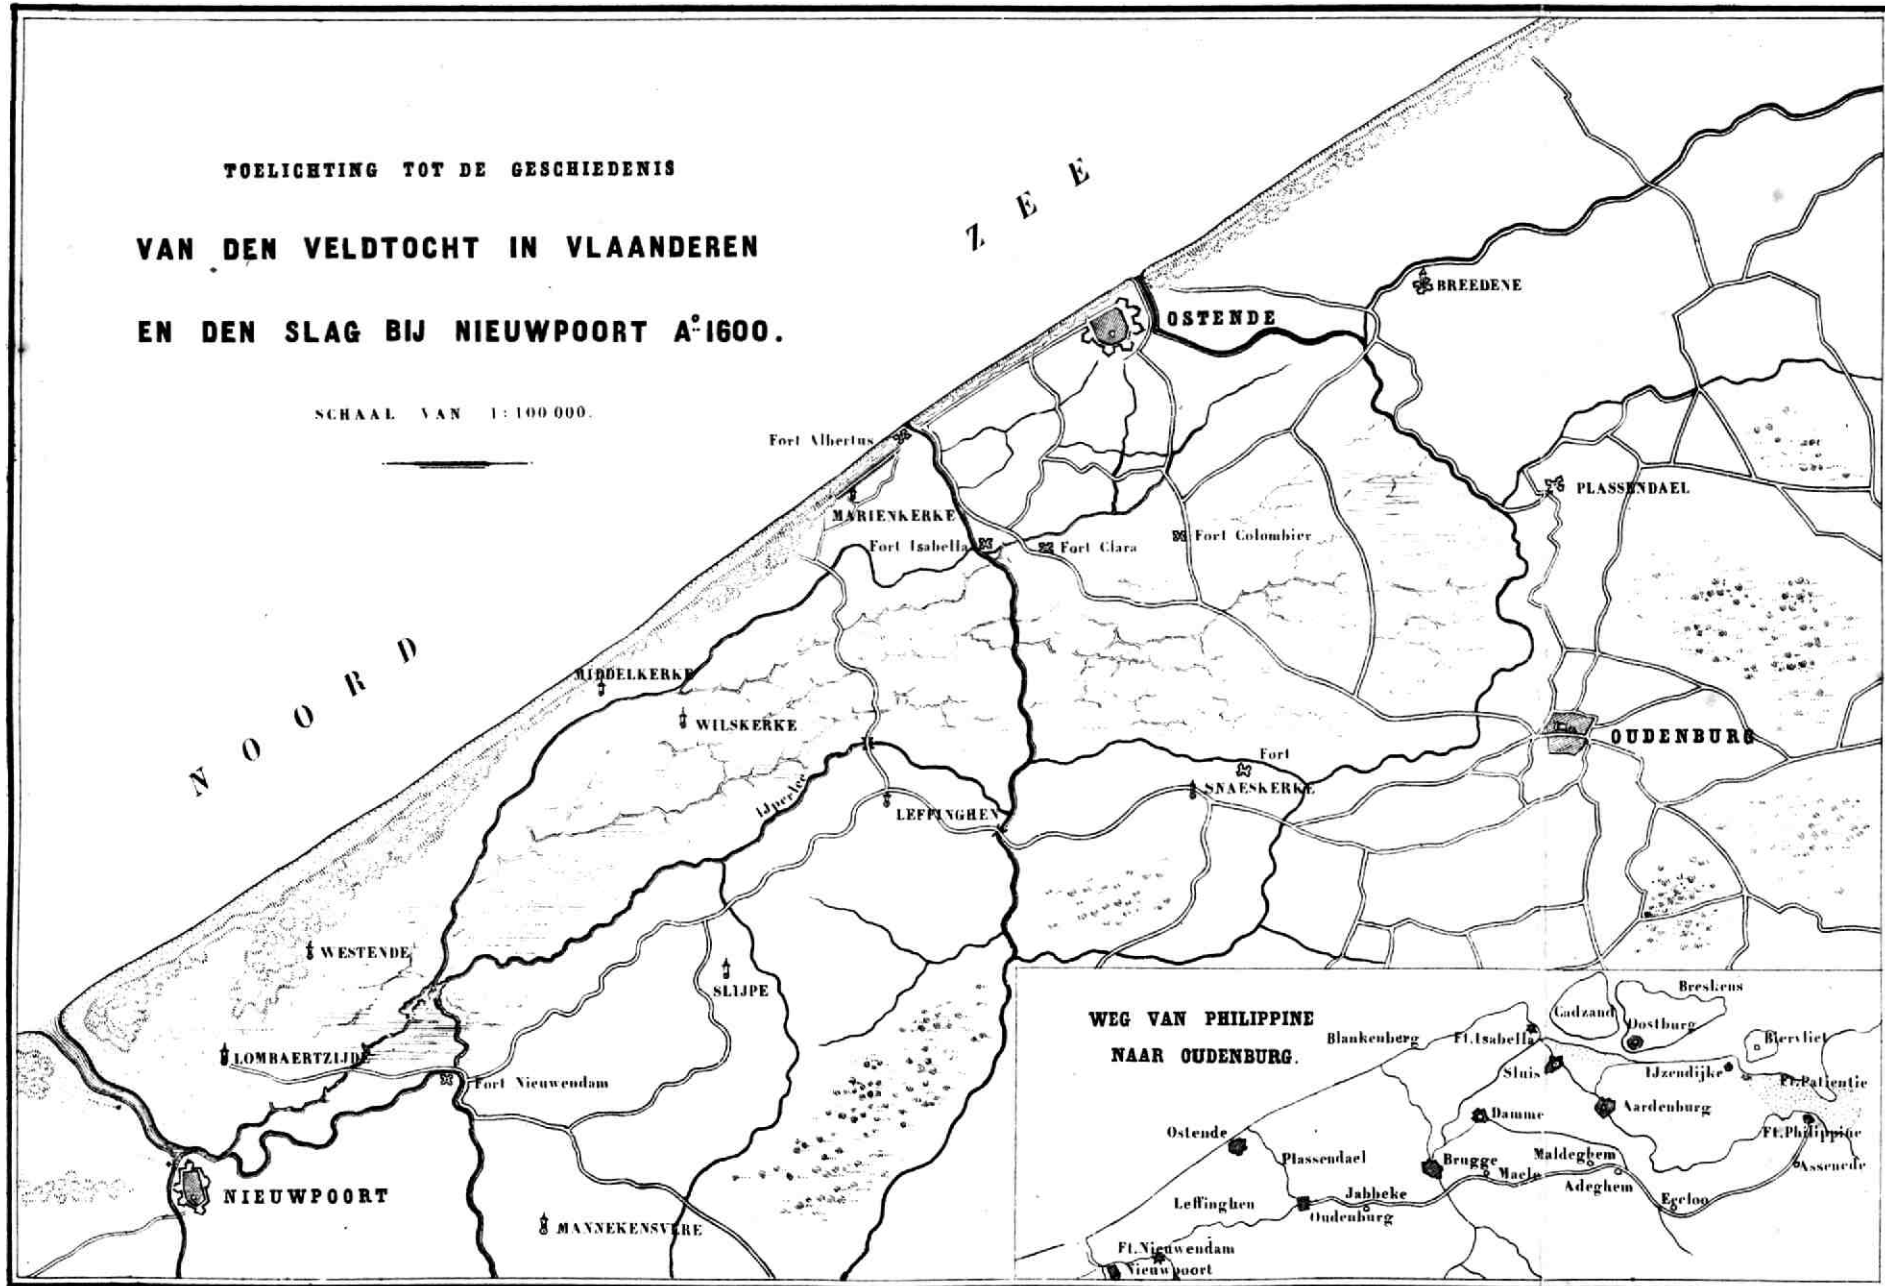 TOELICHTING TOT DE GESCHIEDENIS
VAN DEN VELDTOCHT IN VLAANDEREN
EN DEN SLAG BIJ NIEUWPOORT Aº 1600.
SCHAAL VAN 1:100 000.
NOORD ZEE
BREEDENE
OSTENDE
Fort Albertus
PLASSENDAEL
MARIENKERKE
Fort Isabella
Fort Clara
Fort Colombier
MIDDELKERKE
WILSKERKE
OUDENBURG
Fort
SNAESKERKE
IJperlee
LEFFINGHEN
WESTENDE
SLIJPE
LOMBAERTZIJDE
Fort Nieuwendam
NIEUWPOORT
MANNEKENSVERE
WEG VAN PHILIPPINE
NAAR OUDENBURG.
Breskens
Cadzand
Oostburg
Blankenberg
Ft. Isabella
Biervliet
Sluis
IJzendijke
Ft. Patientie
Damme
Aardenburg
Ostende
Ft. Philippine
Plassendael
Brugge
Maldeghem
Maele
Assenede
Adeghem
Leffinghen
Jabbeke
Eecloo
Oudenburg
Ft. Nieuwendam
Nieuwpoort